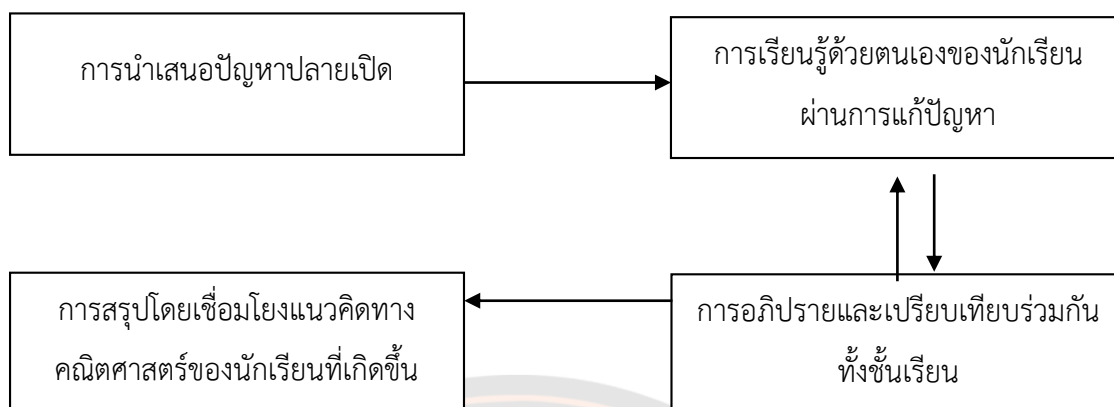 การนำเสนอปัญหาปลายเปิด
การเรียนรู้ด้วยตนเองของนักเรียน
ผ่านการแก้ปัญหา
การสรุปโดยเชื่อมโยงแนวคิดทาง
คณิตศาสตร์ของนักเรียนที่เกิดขึ้น
การอภิปรายและเปรียบเทียบร่วมกัน
ทั้งชั้นเรียน